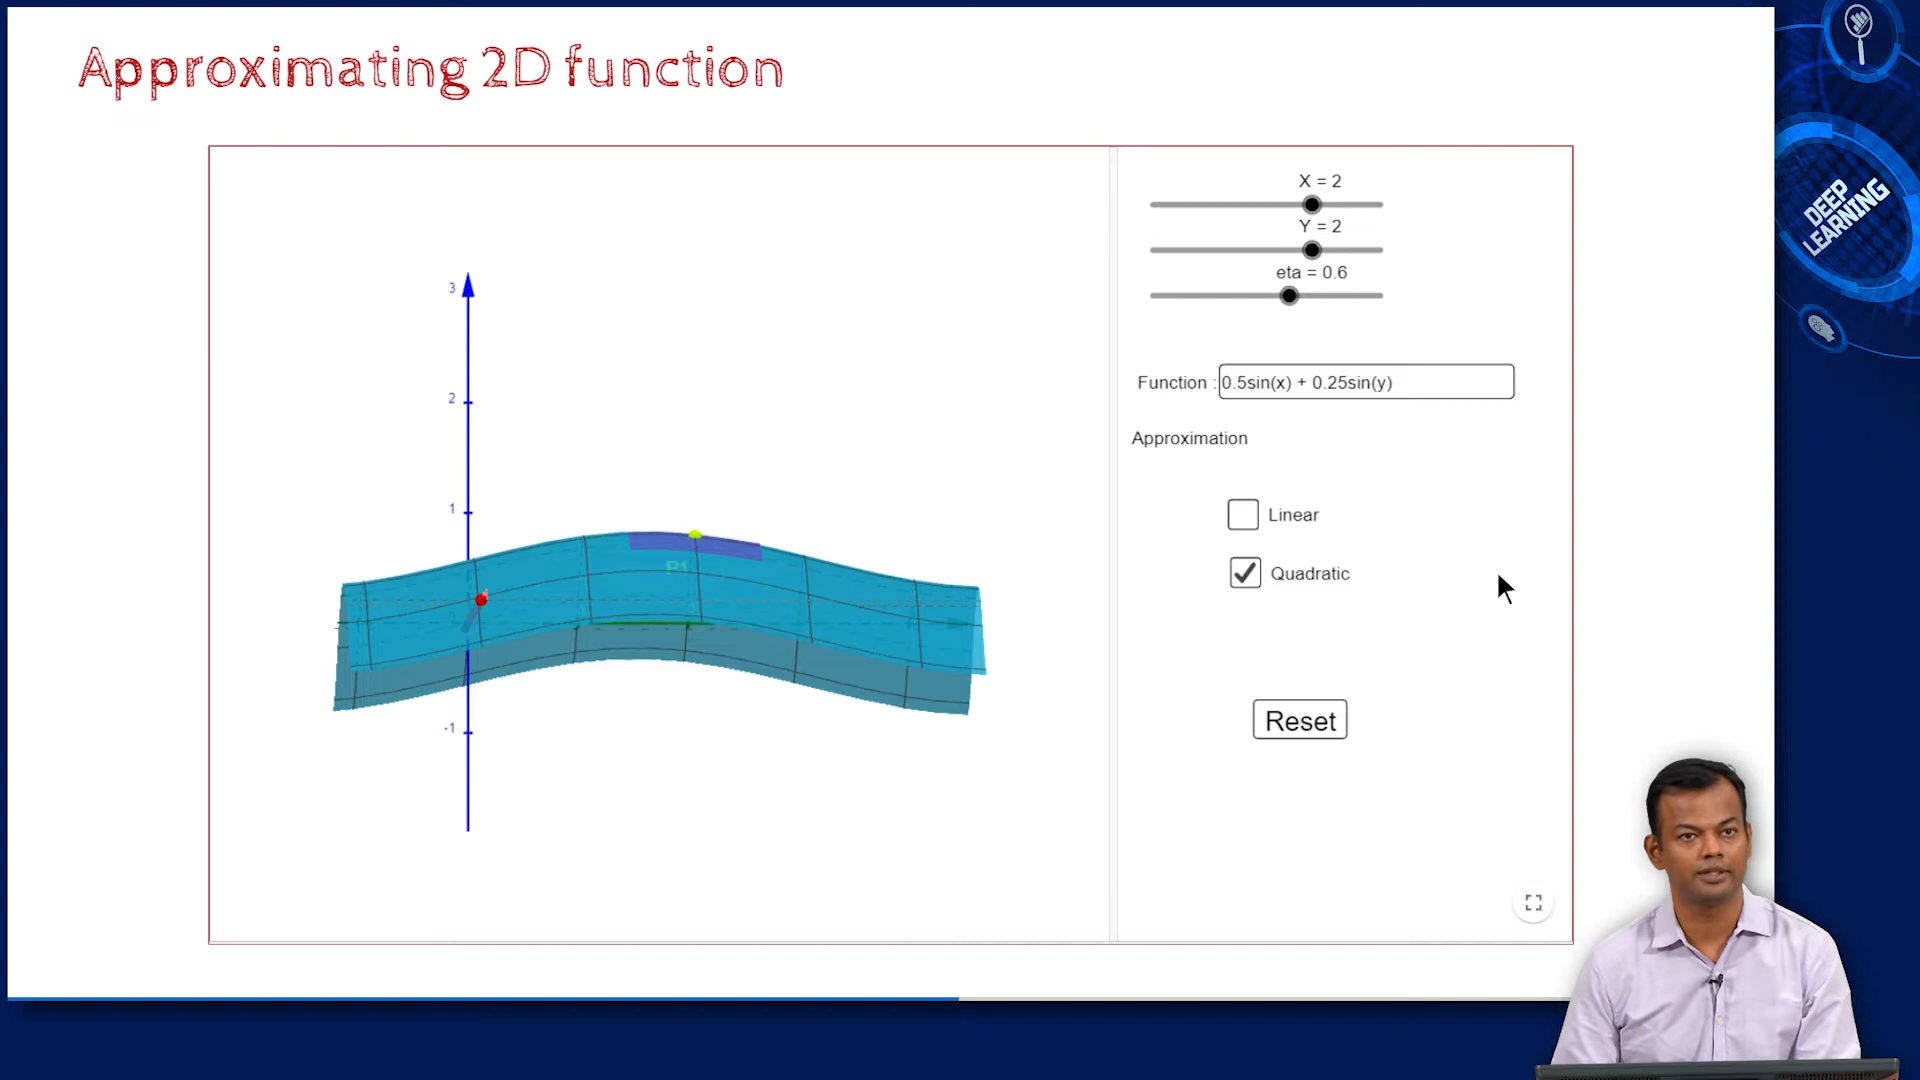 Approximating 2D function
X = 2
Y = 2
eta = 0.6
Function : 0.5sin(x) + 0.25sin(y)
Approximation
Linear
Quadratic
Reset
3
2
1
P1
-1
DEEP
LEARNING